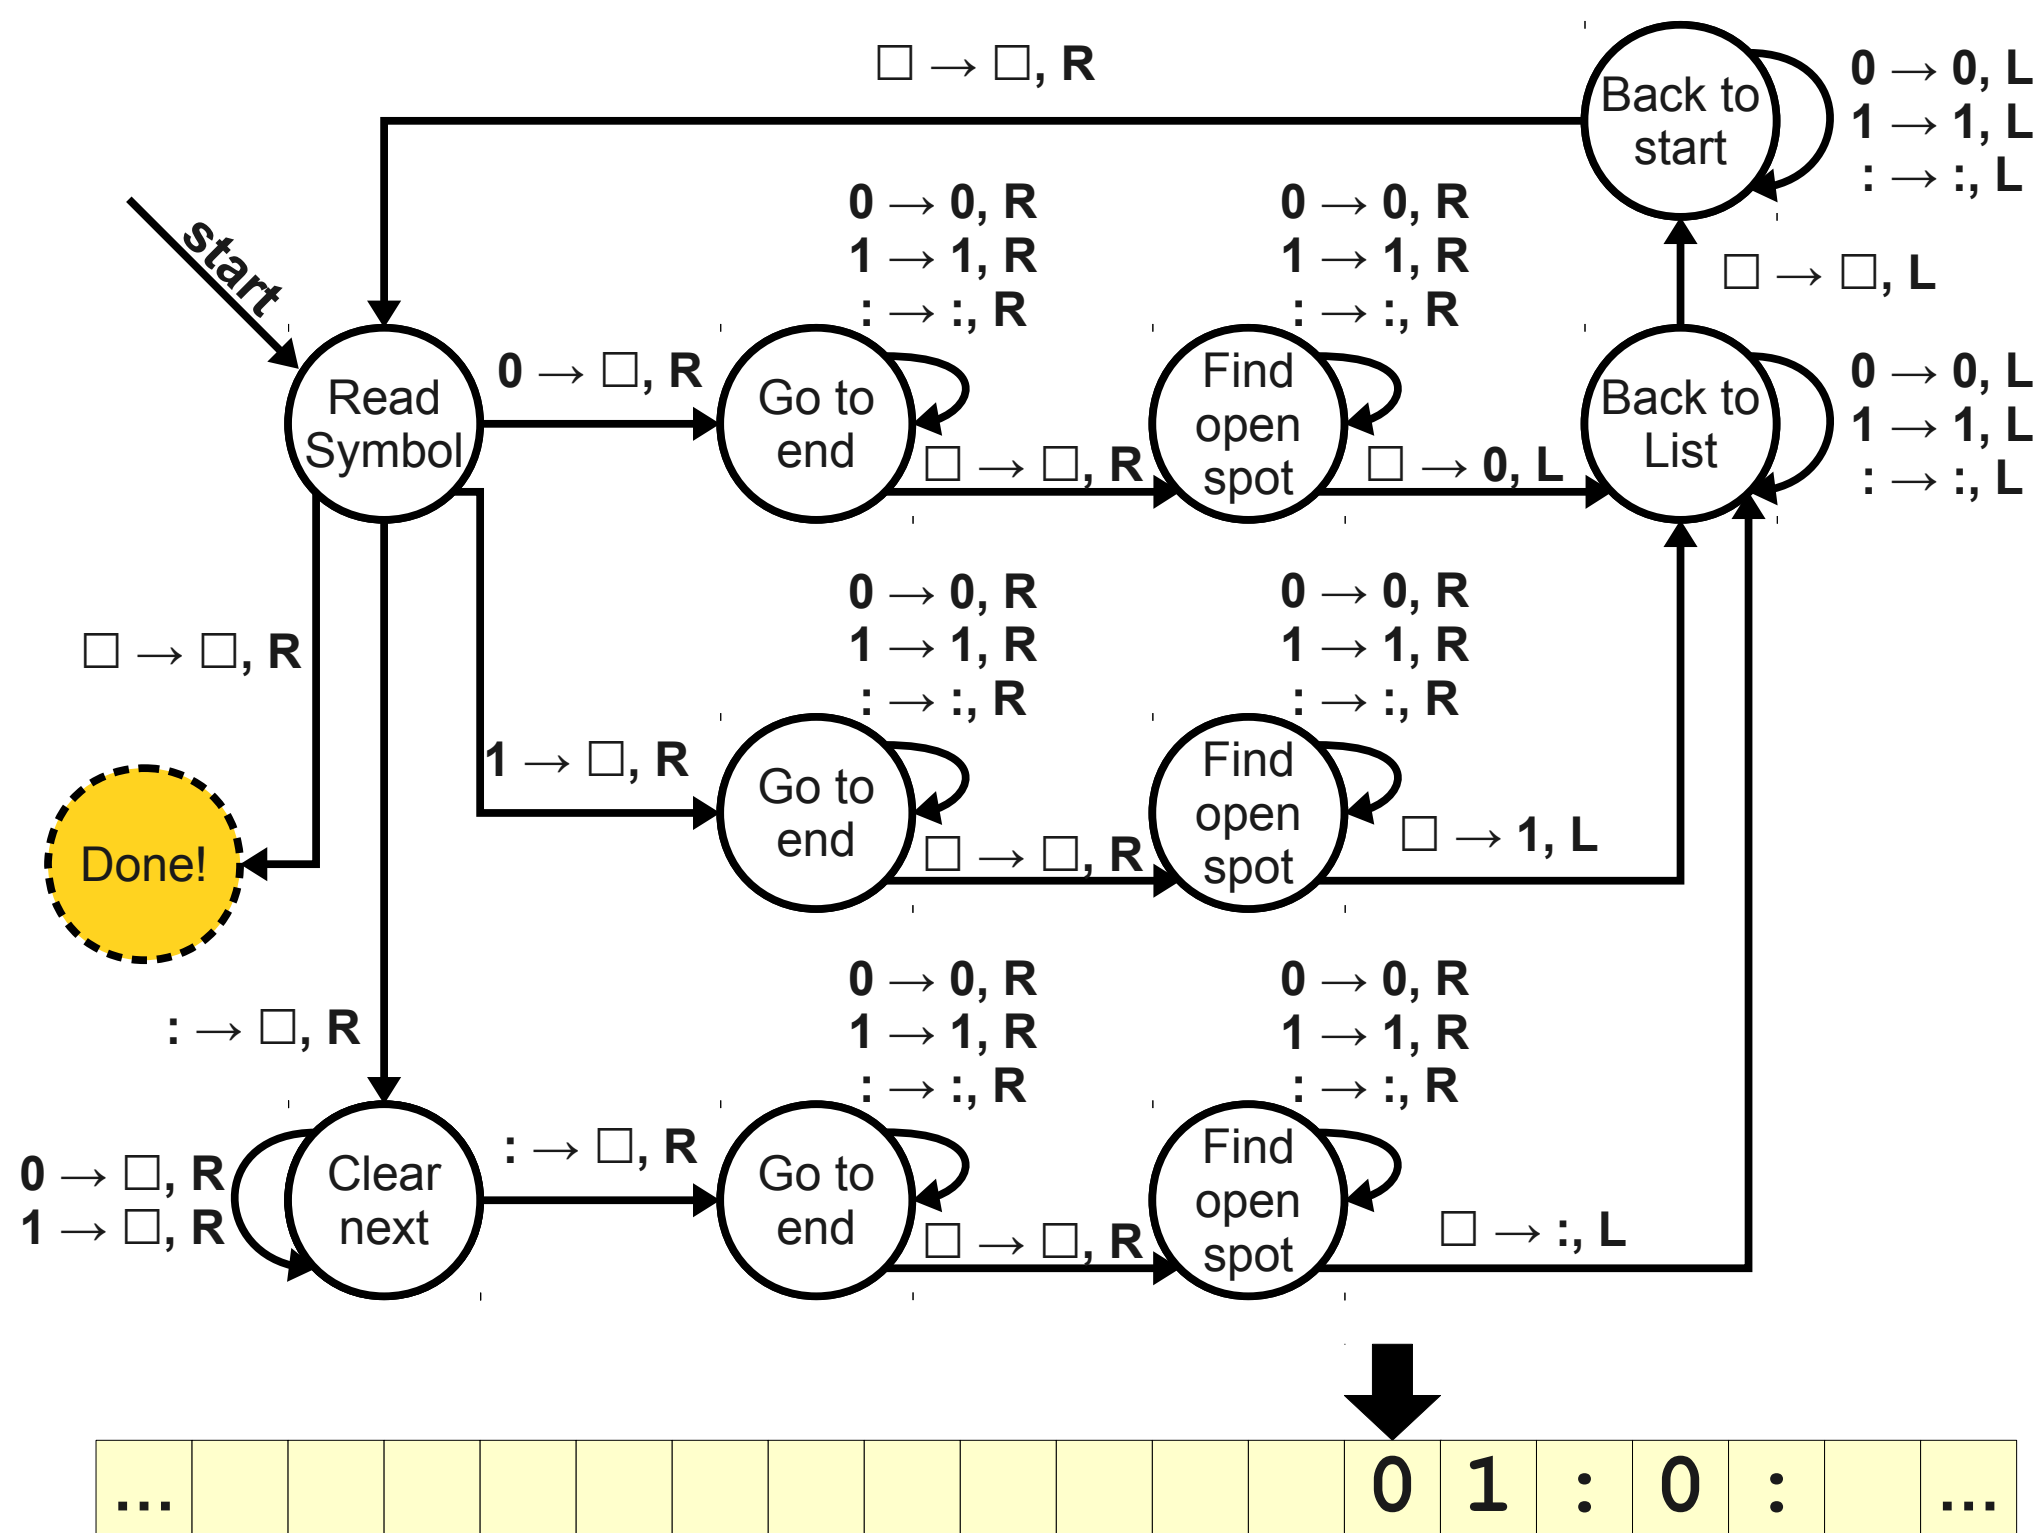 □ → □, R
Back to
start
0 → 0, L
1 → 1, L
: → :, L
start
0 → 0, R
1 → 1, R
: → :, R
0 → 0, R
1 → 1, R
: → :, R
□ → □, L
Read
Symbol
0 → □, R
Go to
end
□ → □, R
Find
open
spot
□ → 0, L
Back to
List
0 → 0, L
1 → 1, L
: → :, L
□ → □, R
0 → 0, R
1 → 1, R
: → :, R
0 → 0, R
1 → 1, R
: → :, R
1 → □, R
Go to
end
□ → □, R
Find
open
spot
□ → 1, L
Done!
: → □, R
0 → 0, R
1 → 1, R
: → :, R
0 → 0, R
1 → 1, R
: → :, R
0 → □, R
1 → □, R
Clear
next
: → □, R
Go to
end
□ → □, R
Find
open
spot
□ → :, L
... 0 1 : 0 : ...